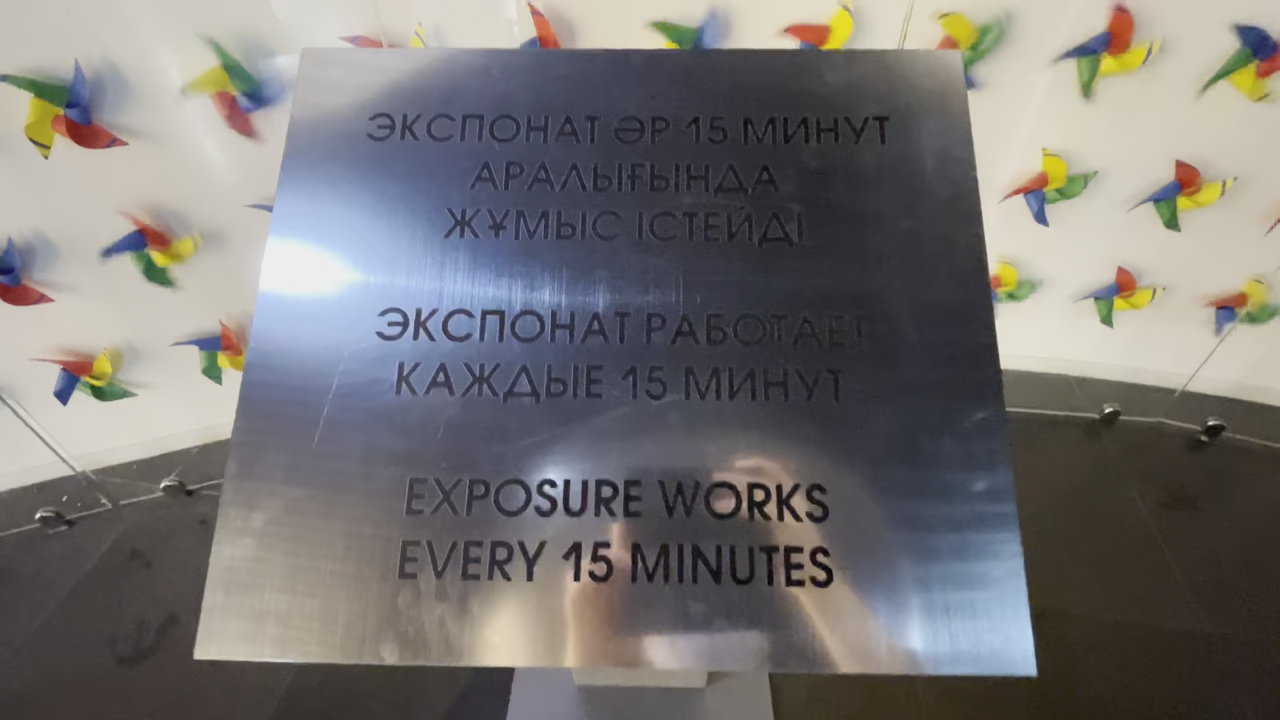 ЭКСПОНАТ ӘР 15 МИНУТ
АРАЛЫҒЫНДА
ЖҰМЫС ІСТЕЙДІ
ЭКСПОНАТ РАБОТАЕТ
КАЖДЫЕ 15 МИНУТ
EXPOSURE WORKS
EVERY 15 MINUTES